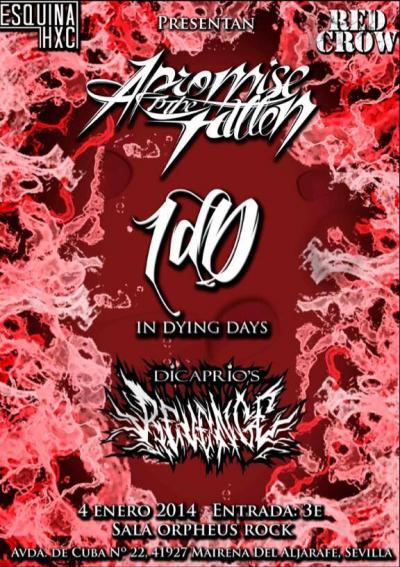 ESQUINA
HXC
Presentan
RED
CROW
A promise
to the
fallen
IdD
IN DYING DAYS
DiCAPRIO'S
REVENGE
4 ENERO 2014 ENTRADA: 3E
SALA ORPHEUS ROCK
AVDA. DE CUBA Nº 22, 41927 MAIRENA DEL ALJARAFE, SEVILLA